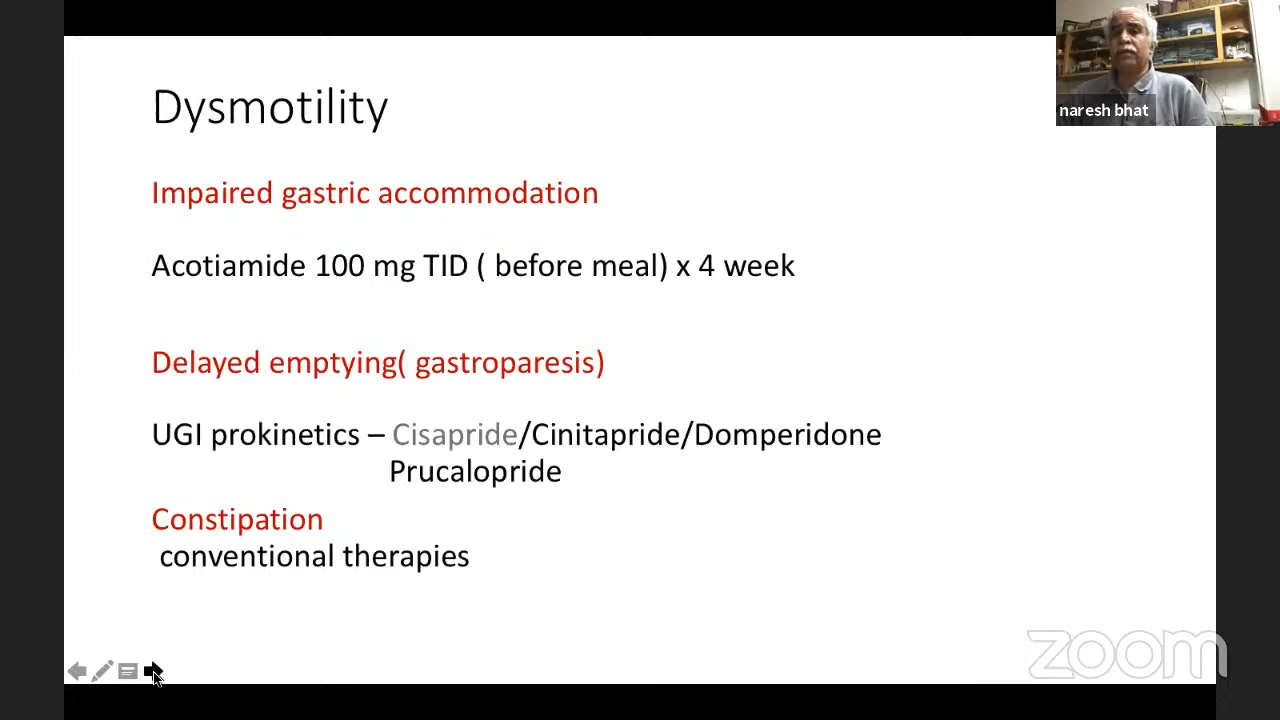 Dysmotility
naresh bhat
Impaired gastric accommodation
Acotiamide 100 mg TID ( before meal) x 4 week
Delayed emptying( gastroparesis)
UGI prokinetics – Cisapride/Cinitapride/Domperidone
Prucalopride
Constipation
conventional therapies
zoom